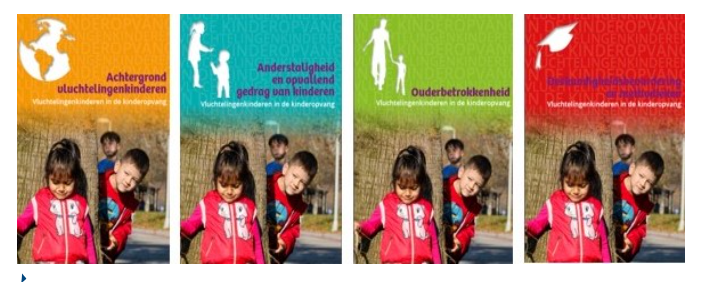 Achtergrond
vluchtelingenkinderen
Vluchtelingenkinderen in de kinderopvang
Anderstaligheid
en opvallend
gedrag van kinderen
Vluchtelingenkinderen in de kinderopvang
Ouderbetrokkenheid
Vluchtelingenkinderen in de kinderopvang
Deskundigheidsbevordering
Vluchtelingenkinderen in de kinderopvang